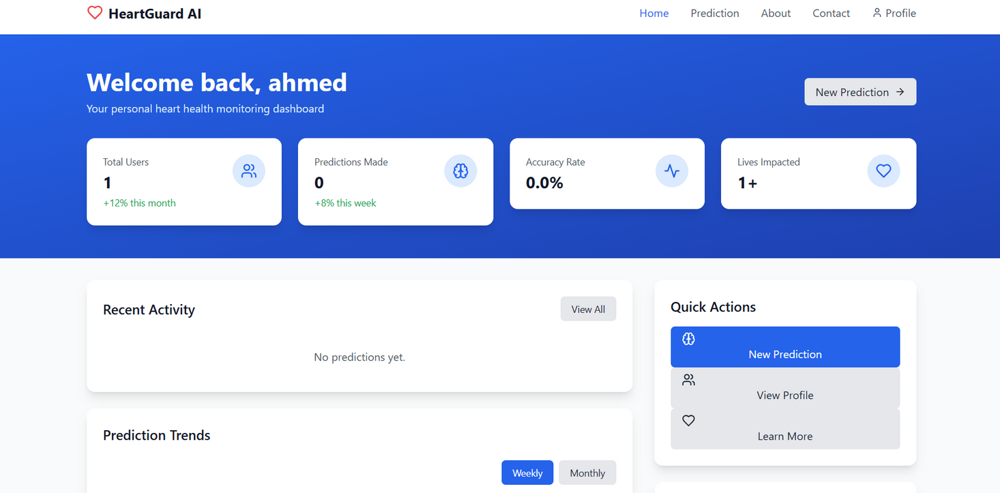 HeartGuard AI
Home Prediction About Contact Profile
Welcome back, ahmed
Your personal heart health monitoring dashboard
New Prediction →
Total Users
1
+12% this month
Predictions Made
0
+8% this week
Accuracy Rate
0.0%
Lives Impacted
1+
Recent Activity
View All
No predictions yet.
Prediction Trends
Weekly Monthly
Quick Actions
New Prediction
View Profile
Learn More